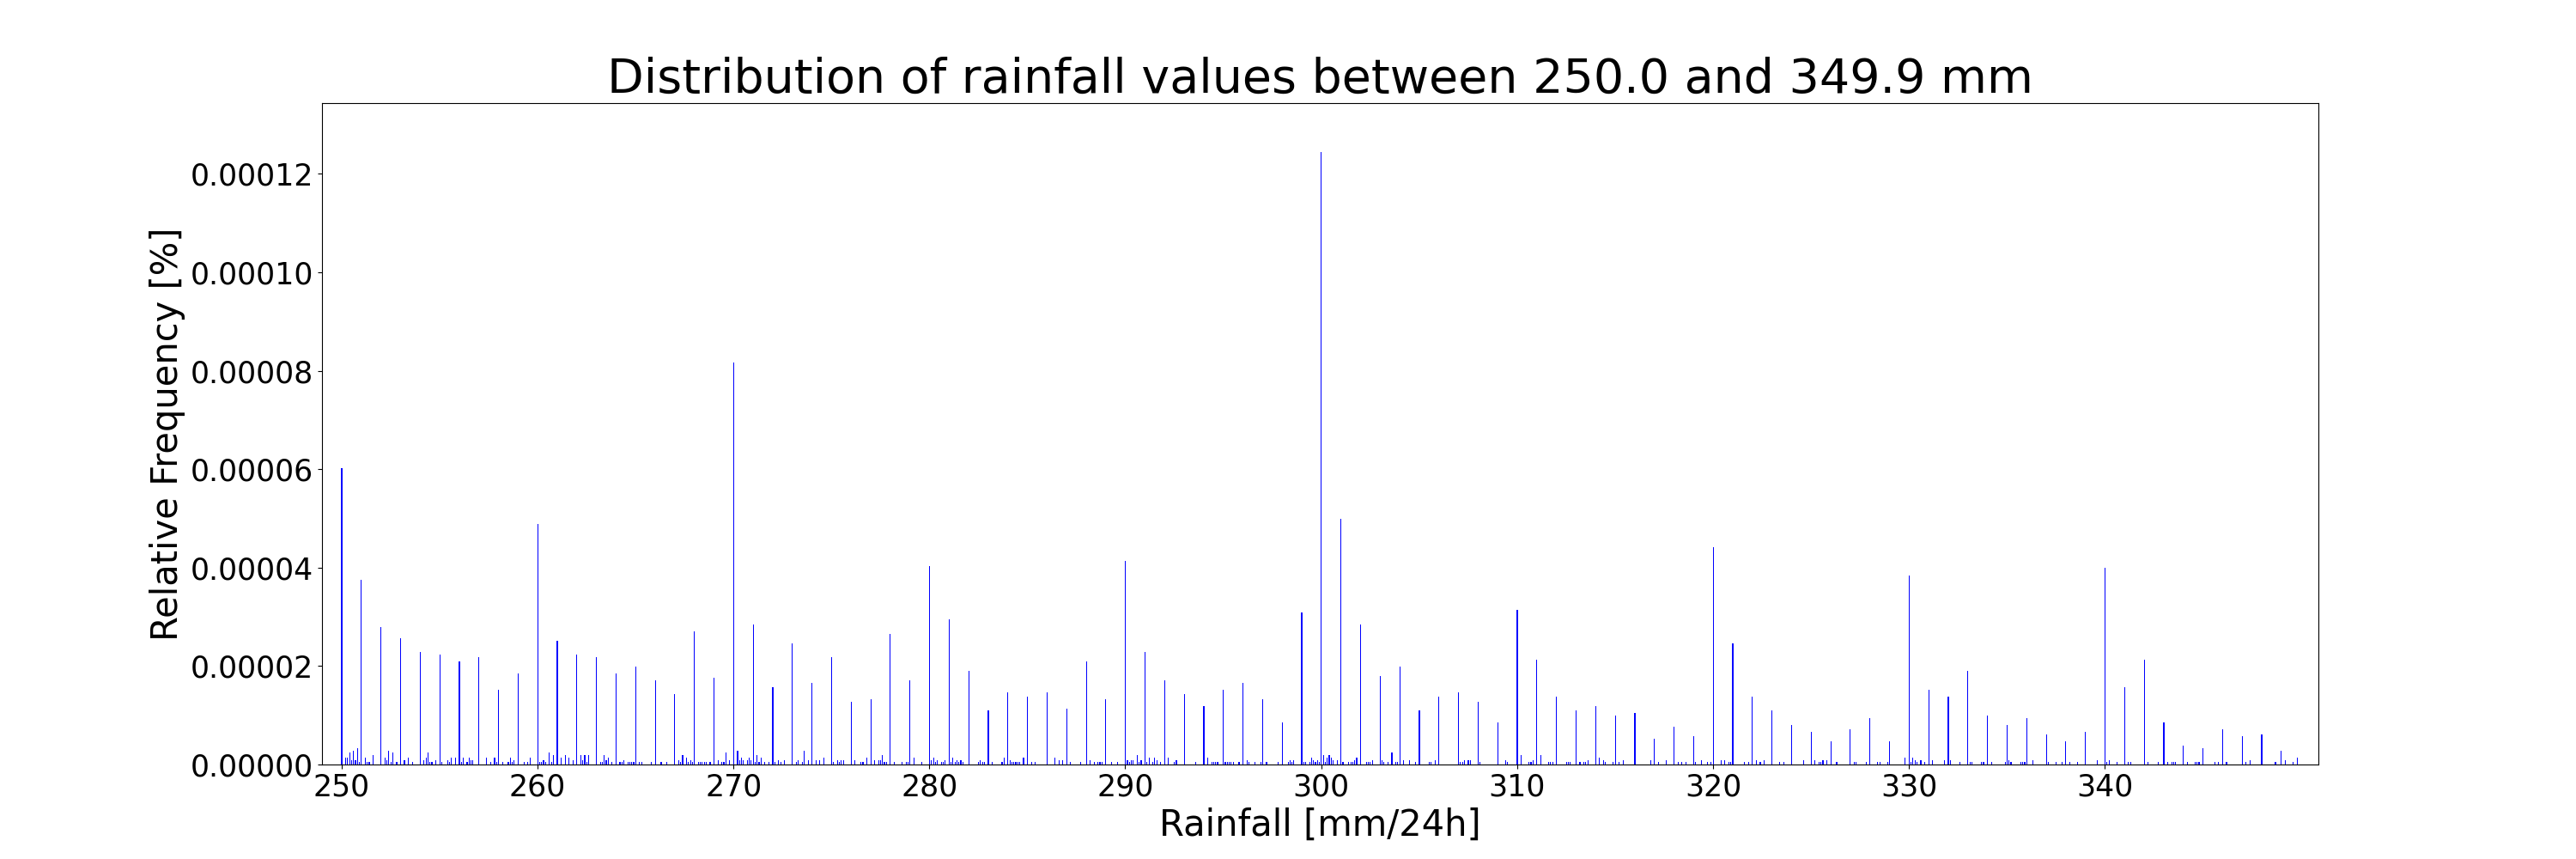 Distribution of rainfall values between 250.0 and 349.9 mm
Relative Frequency [%]
0.00012
0.00010
0.00008
0.00006
0.00004
0.00002
0.00000
250 260 270 280 290 300 310 320 330 340
Rainfall [mm/24h]